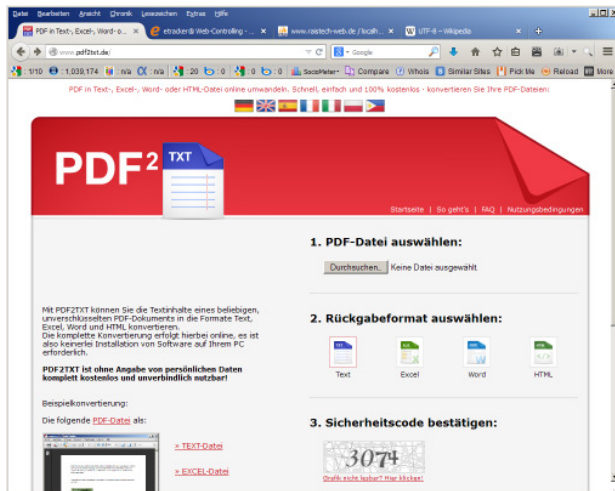 Datei Bearbeiten Ansicht Chronik Lesezeichen Extras Hilfe
PDF in Text-, Excel-, Word- o... × etracker® Web-Controlling - ... × www.rastech-web.de / localh... × W UTF-8 – Wikipedia × +
www.pdf2txt.de/ Google
: 1/10 : 1,039,174 : n/a : n/a : 20 : 0 : 0 : 0 SocialMeter Compare Whois Similar Sites Pick Me Reload More
PDF in Text-, Excel-, Word- oder HTML-Datei online umwandeln. Schnell, einfach und 100% kostenlos - konvertieren Sie Ihre PDF-Dateien:
PDF2 TXT
Startseite | So geht's | FAQ | Nutzungsbedingungen
1. PDF-Datei auswählen:
Durchsuchen.. Keine Datei ausgewählt.
Mit PDF2TXT können Sie die Textinhalte eines beliebigen,
unverschlüsselten PDF-Dokuments in die Formate Text,
Excel, Word und HTML konvertieren.
Die komplette Konvertierung erfolgt hierbei online, es ist
also keinerlei Installation von Software auf Ihrem PC
erforderlich.
PDF2TXT ist ohne Angabe von persönlichen Daten
komplett kostenlos und unverbindlich nutzbar!
Beispielkonvertierung:
Die folgende PDF-Datei als:
» TEXT-Datei
» EXCEL-Datei
2. Rückgabeformat auswählen:
Text Excel Word HTML
3. Sicherheitscode bestätigen:
3074
Grafik nicht lesbar? Hier klicken!